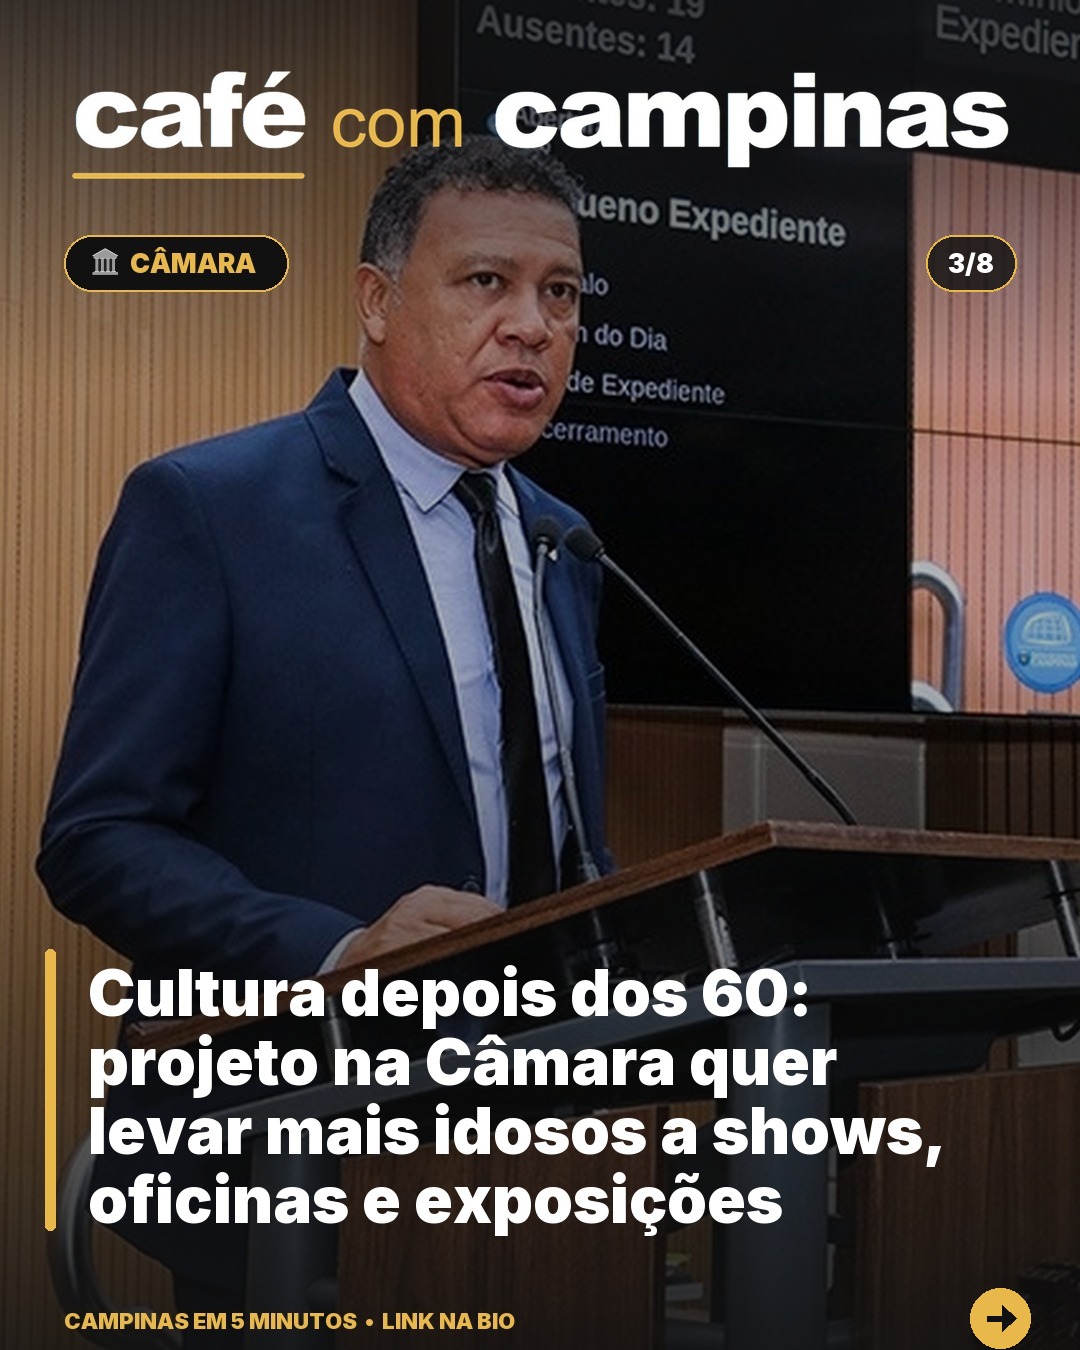 Ausentes: 14
café com campinas
CÂMARA
3/8
Expediente
do Dia
de Expediente
Cultura depois dos 60:
projeto na Câmara quer
levar mais idosos a shows,
oficinas e exposições
CAMPINAS EM 5 MINUTOS • LINK NA BIO